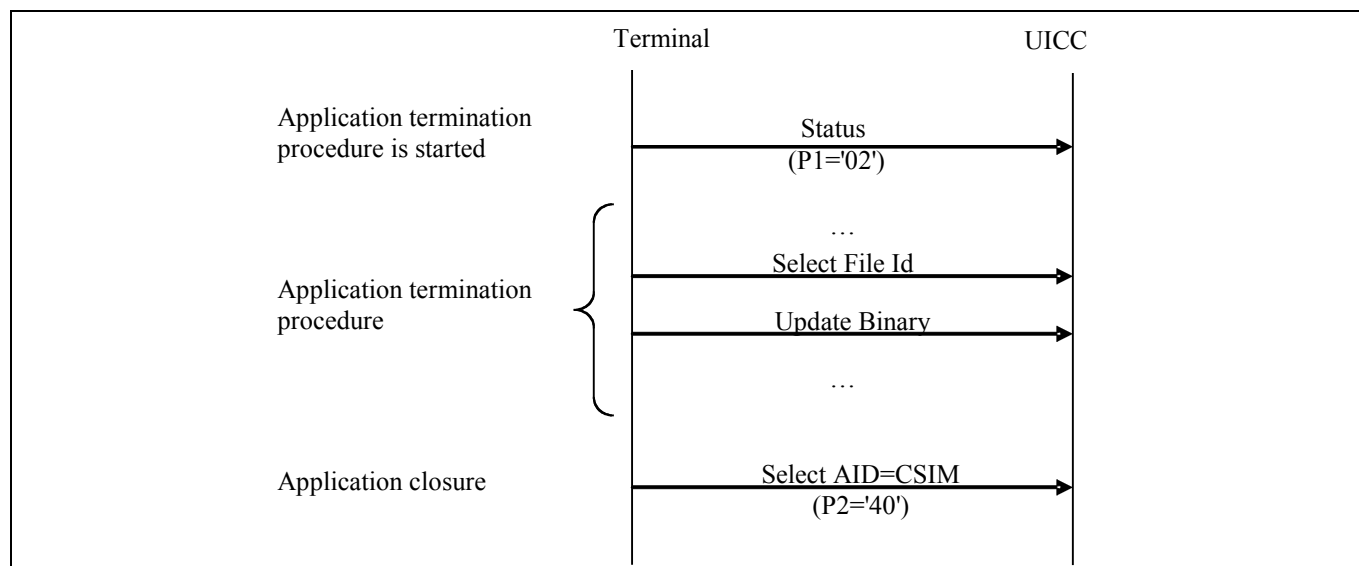 Terminal UICC
Application termination
procedure is started
Status
(P1='02')
…
Select File Id
Application termination
procedure
Update Binary
…
Application closure
Select AID=CSIM
(P2='40')